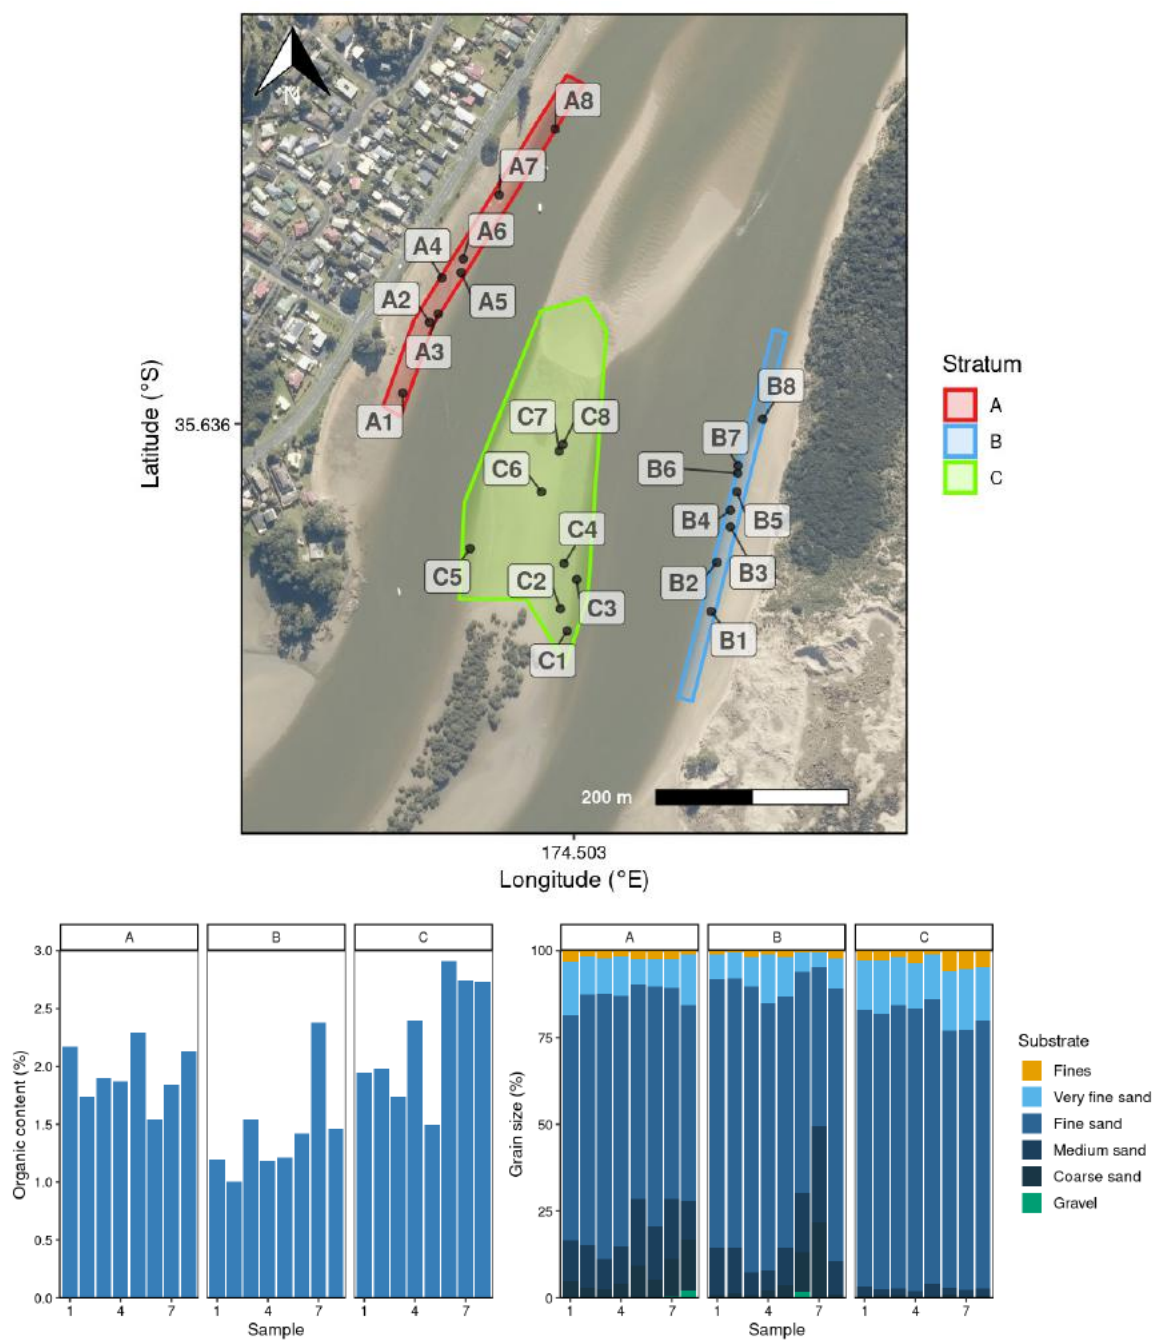 N
A8
A7
A6
A4
A2
A5
A3
A1
B8
C7
C8
B7
C6
B6
B4
B5
C4
C5
C2
B2
B3
C3
B1
C1
200 m
35.636
Latitude (°S)
174.503
Longitude (°E)
Stratum
A
B
C
A
B
C
3.0
2.5
2.0
1.5
1.0
0.5
0.0
Organic content (%)
1
4
7
1
4
7
1
4
7
Sample
A
B
C
100
75
50
25
0
Grain size (%)
1
4
7
1
4
7
1
4
7
Sample
Substrate
Fines
Very fine sand
Fine sand
Medium sand
Coarse sand
Gravel